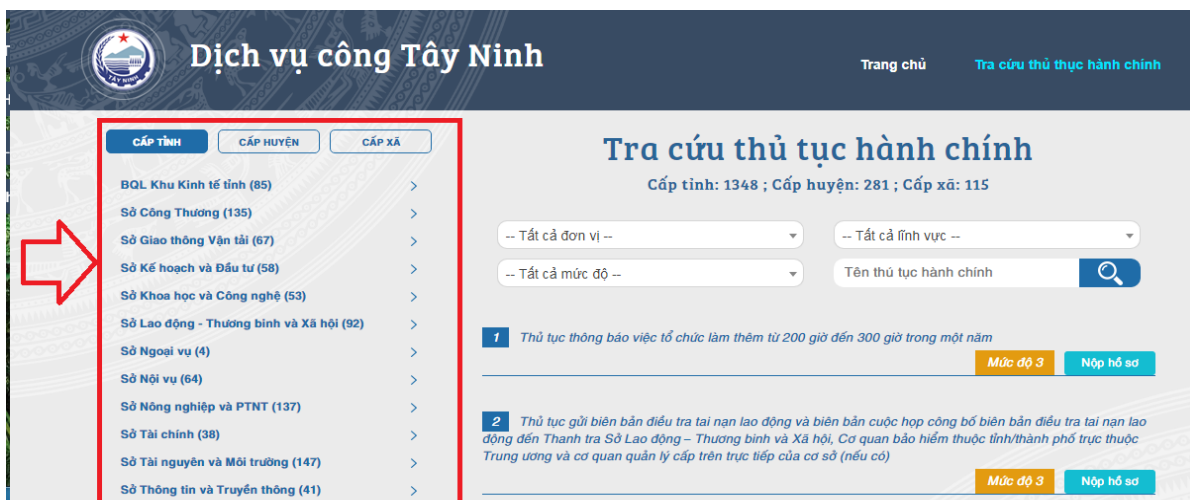 Dịch vụ công Tây Ninh
TÂY NINH
Trang chủ
Tra cứu thủ thục hành chính
CẤP TỈNH
CẤP HUYỆN
CẤP XÃ
BQL Khu Kinh tế tỉnh (85)
Sở Công Thương (135)
Sở Giao thông Vận tải (67)
Sở Kế hoạch và Đầu tư (58)
Sở Khoa học và Công nghệ (53)
Sở Lao động - Thương binh và Xã hội (92)
Sở Ngoại vụ (4)
Sở Nội vụ (64)
Sở Nông nghiệp và PTNT (137)
Sở Tài chính (38)
Sở Tài nguyên và Môi trường (147)
Sở Thông tin và Truyền thông (41)
Tra cứu thủ tục hành chính
Cấp tỉnh: 1348 ; Cấp huyện: 281 ; Cấp xã: 115
-- Tất cả đơn vị --
-- Tất cả lĩnh vực --
-- Tất cả mức độ --
Tên thủ tục hành chính
1 Thủ tục thông báo việc tổ chức làm thêm từ 200 giờ đến 300 giờ trong một năm
Mức độ 3
Nộp hồ sơ
2 Thủ tục gửi biên bản điều tra tai nạn lao động và biên bản cuộc họp công bố biên bản điều tra tai nạn lao
động đến Thanh tra Sở Lao động – Thương binh và Xã hội, Cơ quan bảo hiểm thuộc tỉnh/thành phố trực thuộc
Trung ương và cơ quan quản lý cấp trên trực tiếp của cơ sở (nếu có)
Mức độ 3
Nộp hồ sơ